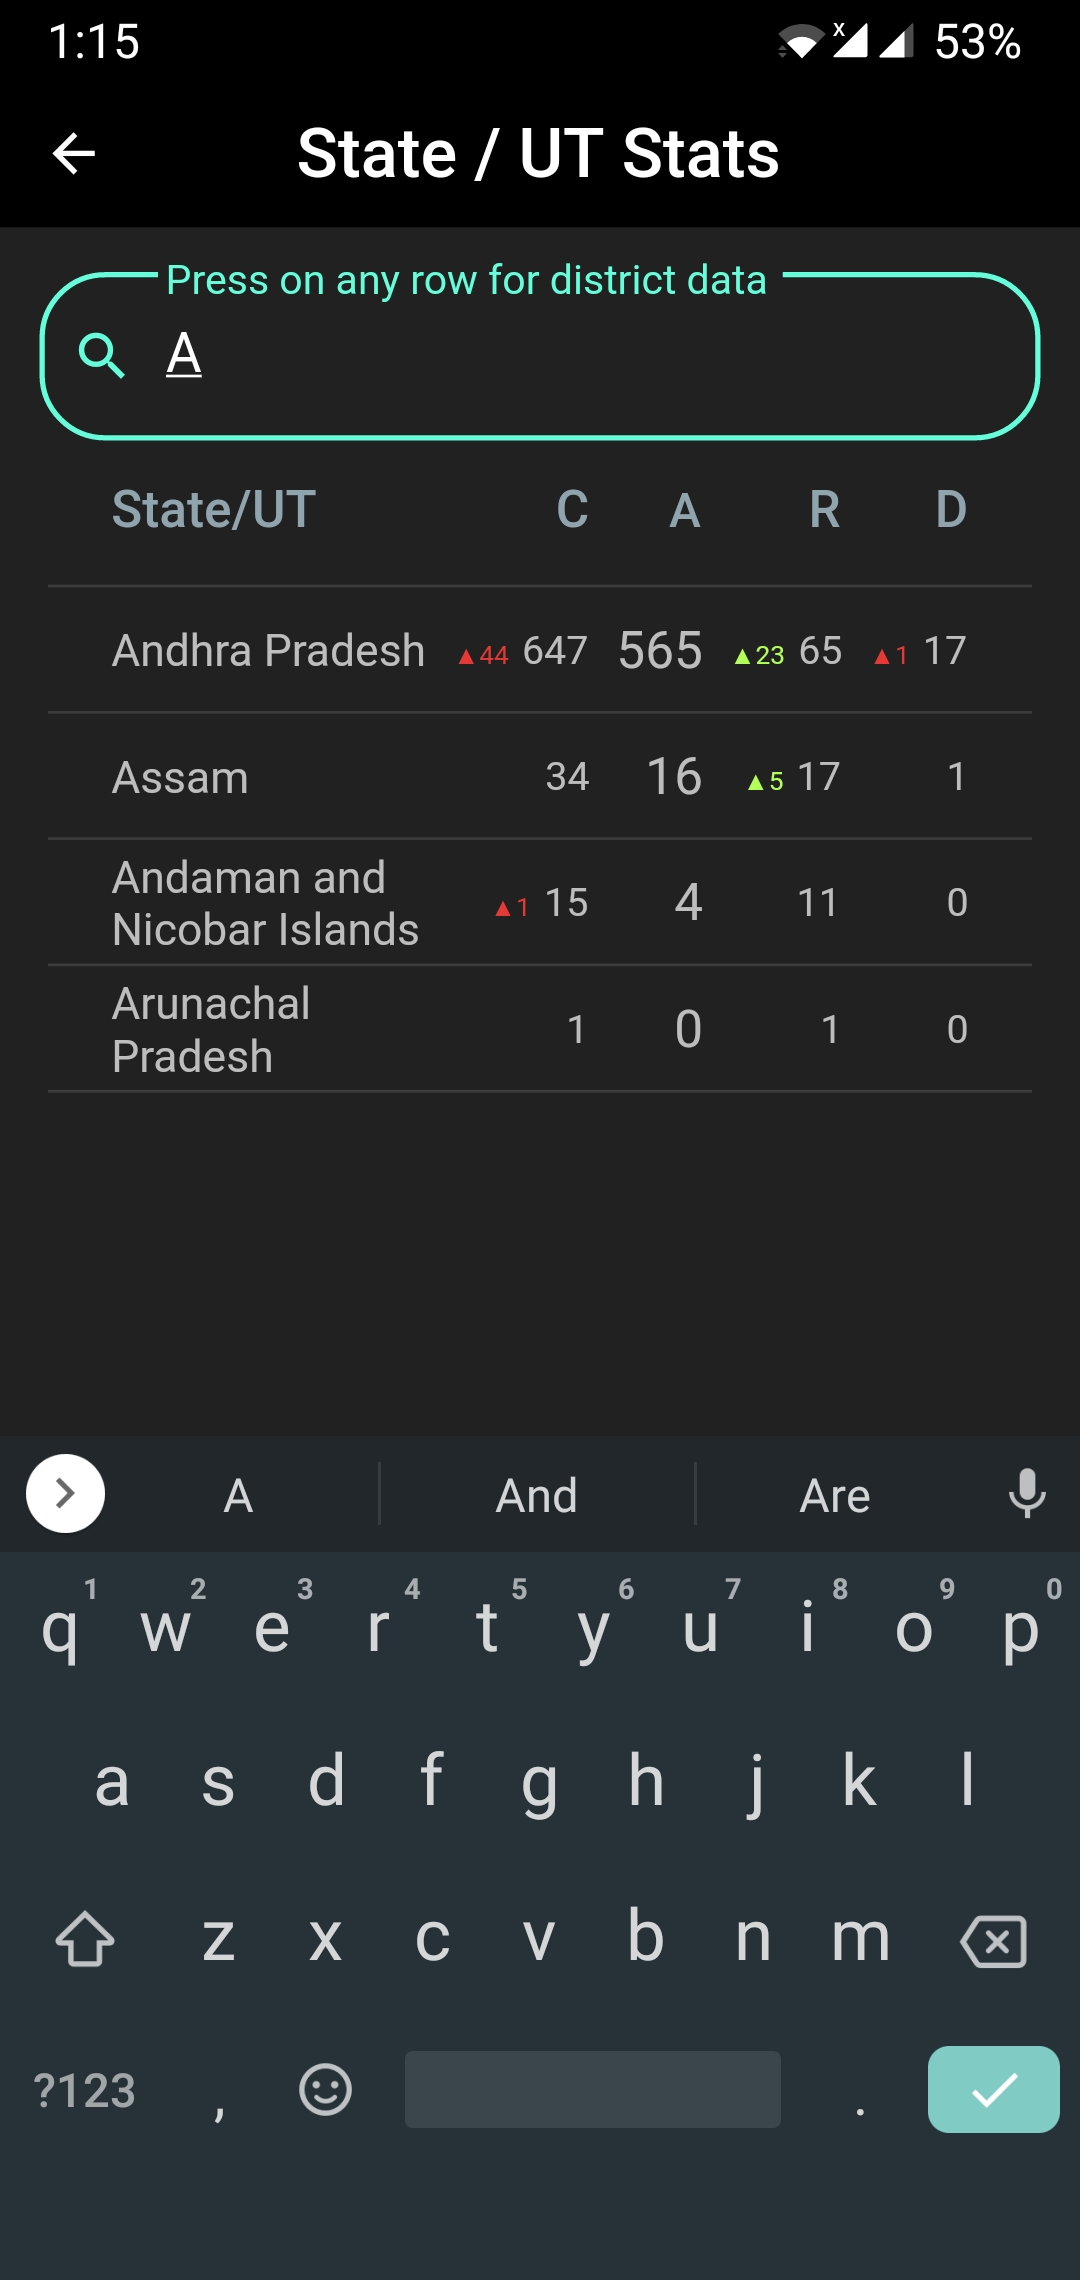 1:15 x 53%
State / UT Stats
Press on any row for district data
A
State/UT C A R D
Andhra Pradesh ▲44 647 565 ▲23 65 ▲1 17
Assam 34 16 ▲5 17 1
Andaman and
Nicobar Islands ▲1 15 4 11 0
Arunachal
Pradesh 1 0 1 0
A And Are
1 2 3 4 5 6 7 8 9 0
q w e r t y u i o p
a s d f g h j k l
z x c v b n m
?123 , .